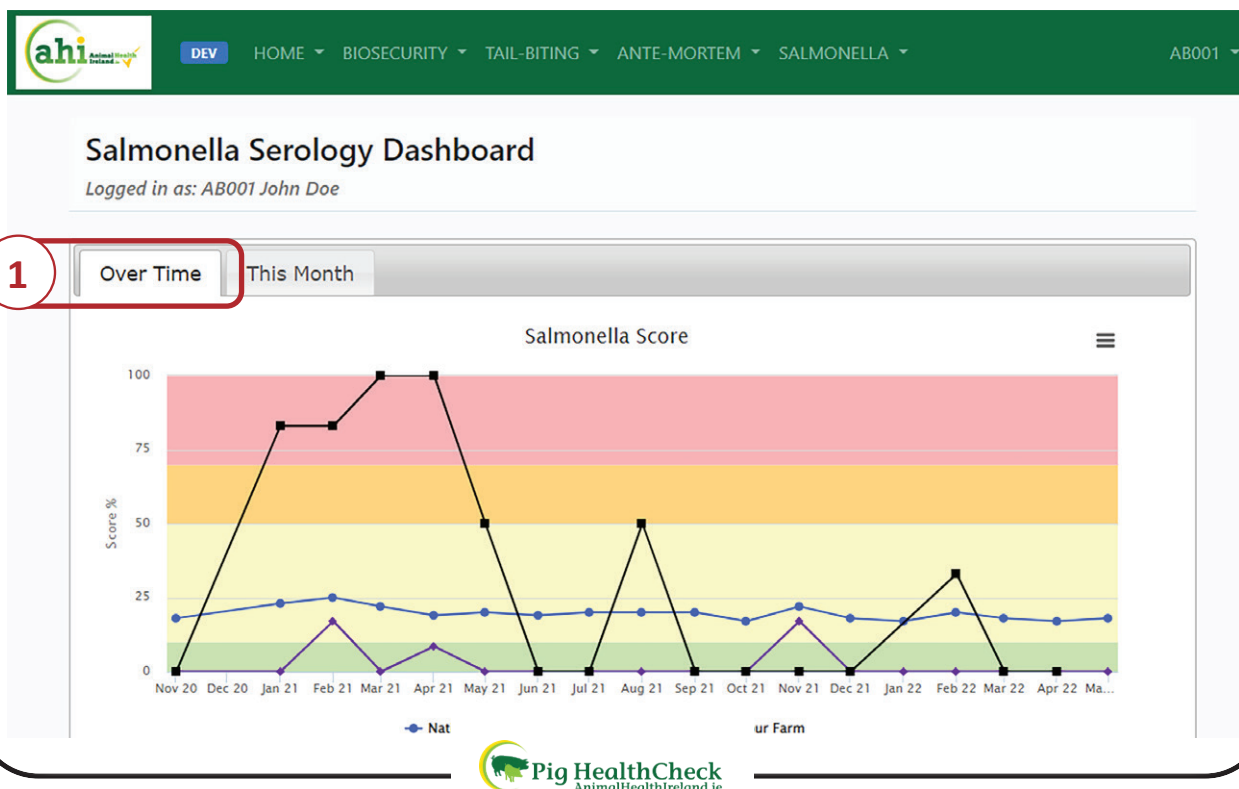 ahi Animal Health Ireland.ie
DEV HOME BIOSECURITY TAIL-BITING ANTE-MORTEM SALMONELLA AB001
Salmonella Serology Dashboard
Logged in as: AB001 John Doe
1
Over Time This Month
Salmonella Score
100
75
50
25
0
Score %
Nov 20 Dec 20 Jan 21 Feb 21 Mar 21 Apr 21 May 21 Jun 21 Jul 21 Aug 21 Sep 21 Oct 21 Nov 21 Dec 21 Jan 22 Feb 22 Mar 22 Apr 22 Ma...
Nat ur Farm
Pig HealthCheck
AnimalHealthIreland.ie